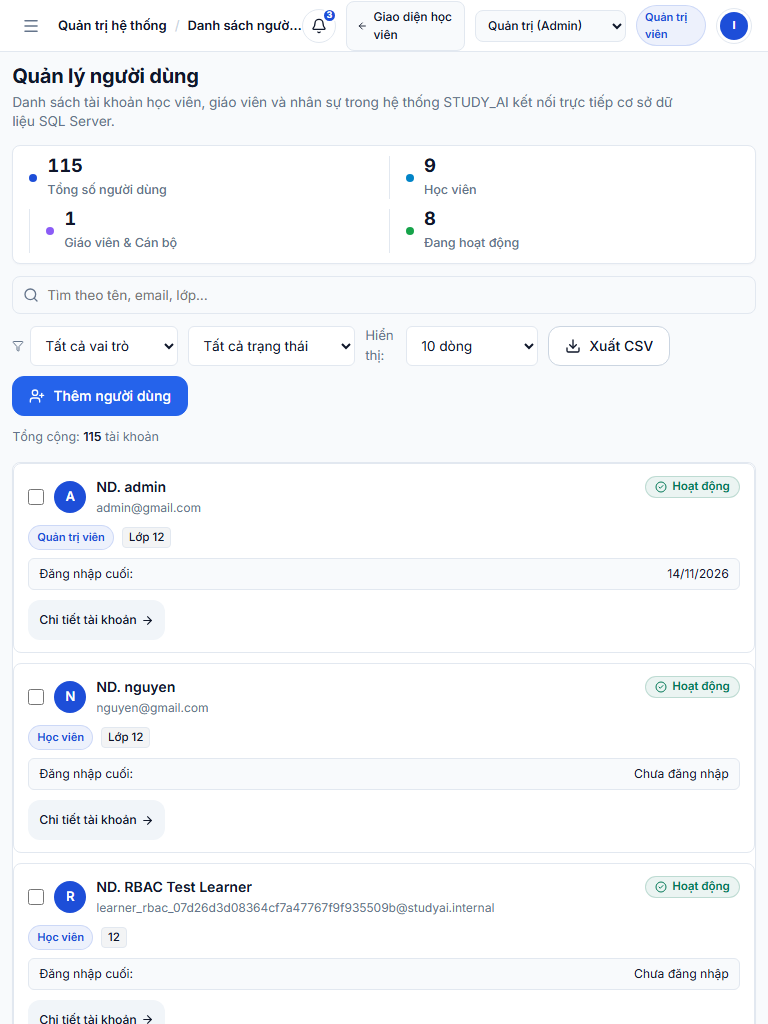 Quản trị hệ thống / Danh sách ngườ...
3
Giao diện học
viên
Quản trị (Admin)
Quản trị
viên
I
Quản lý người dùng
Danh sách tài khoản học viên, giáo viên và nhân sự trong hệ thống STUDY_AI kết nối trực tiếp cơ sở dữ
liệu SQL Server.
115
Tổng số người dùng
9
Học viên
1
Giáo viên & Cán bộ
8
Đang hoạt động
Tìm theo tên, email, lớp...
Tất cả vai trò
Tất cả trạng thái
Hiển
thị:
10 dòng
Xuất CSV
Thêm người dùng
Tổng cộng: 115 tài khoản
A
ND. admin
admin@gmail.com
Hoạt động
Quản trị viên
Lớp 12
Đăng nhập cuối:
14/11/2026
Chi tiết tài khoản →
N
ND. nguyen
nguyen@gmail.com
Hoạt động
Học viên
Lớp 12
Đăng nhập cuối:
Chưa đăng nhập
Chi tiết tài khoản →
R
ND. RBAC Test Learner
learner_rbac_07d26d3d08364cf7a47767f9f935509b@studyai.internal
Hoạt động
Học viên
12
Đăng nhập cuối:
Chưa đăng nhập
Chi tiết tài khoản →